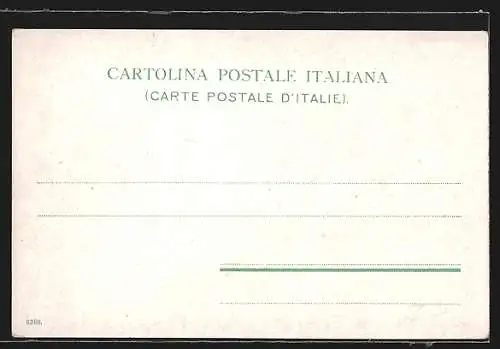 CARTOLINA POSTALE ITALIANA
(CARTE POSTALE D'ITALIE).